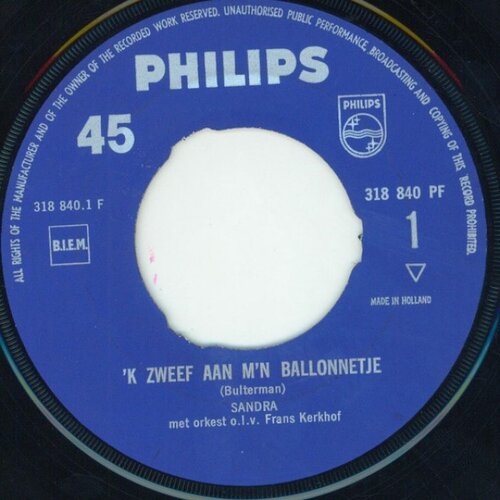 ALL RIGHTS OF THE MANUFACTURER AND OF THE OWNER OF THE RECORDED WORK RESERVED. UNAUTHORISED PUBLIC PERFORMANCE, BROADCASTING AND COPYING OF THIS RECORD PROHIBITED.
PHILIPS
45
PHILIPS
318 840.1 F
318 840 PF
B.I.E.M.
1
MADE IN HOLLAND
'K ZWEEF AAN M'N BALLONNETJE
(Bulterman)
SANDRA
met orkest o.l.v. Frans Kerkhof